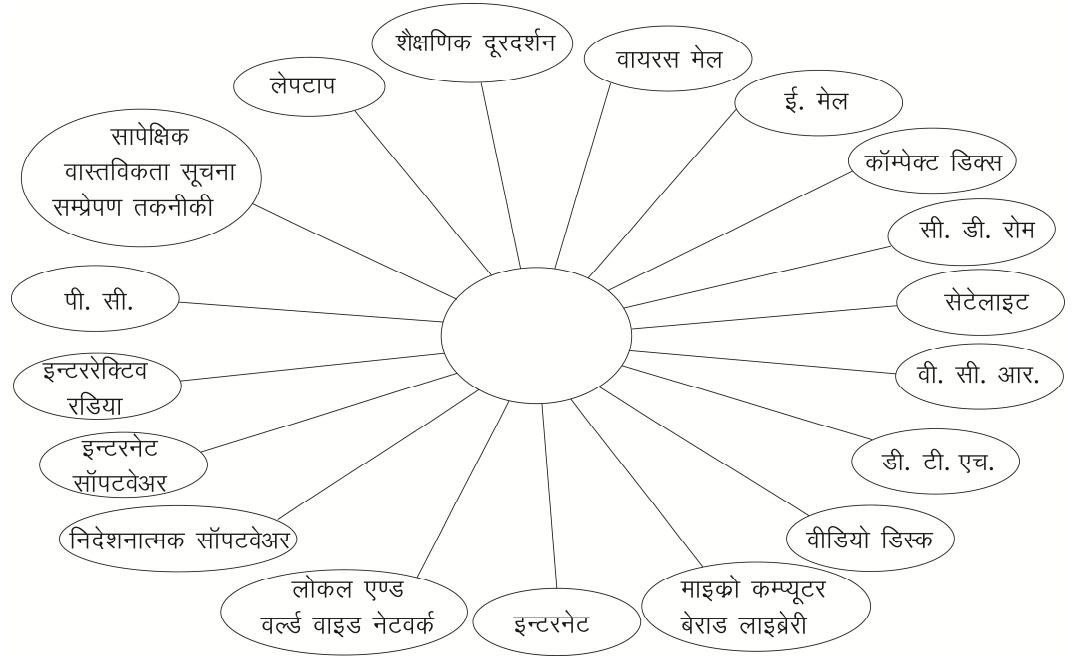 शैक्षणिक दूरदर्शन
वायरस मेल
ई. मेल
कॉम्पेक्ट डिक्स
सी. डी. रोम
सेटेलाइट
वी. सी. आर.
डी. टी. एच.
वीडियो डिस्क
माइक्रो कम्प्यूटर
बेराड लाइब्रेरी
इन्टरनेट
लोकल एण्ड
वर्ल्ड वाइड नेटवर्क
निदेशनात्मक सॉपटवेअर
इन्टरनेट
सॉपटवेअर
इन्टररेक्टिव
रडिया
पी. सी.
सापेक्षिक
वास्तविकता सूचना
सम्प्रेपण तकनीकी
लेपटाप